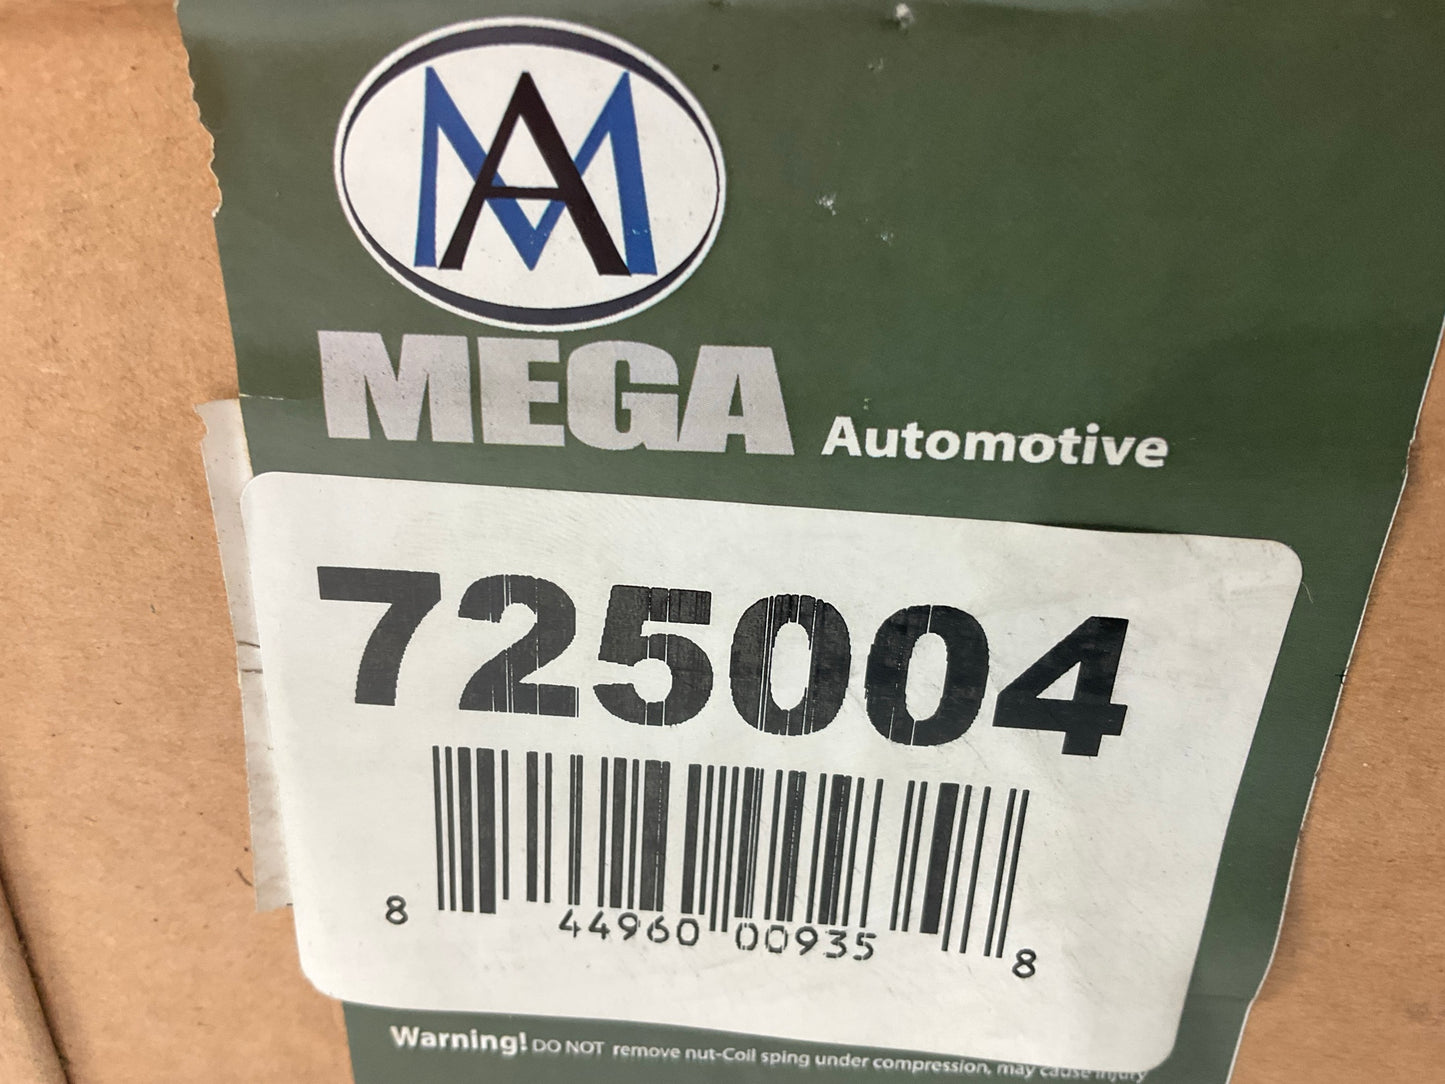 MA
MEGA Automotive
725004
8 44960 00935 8
Warning! DO NOT remove nut-Coil sping under compression, may cause injury